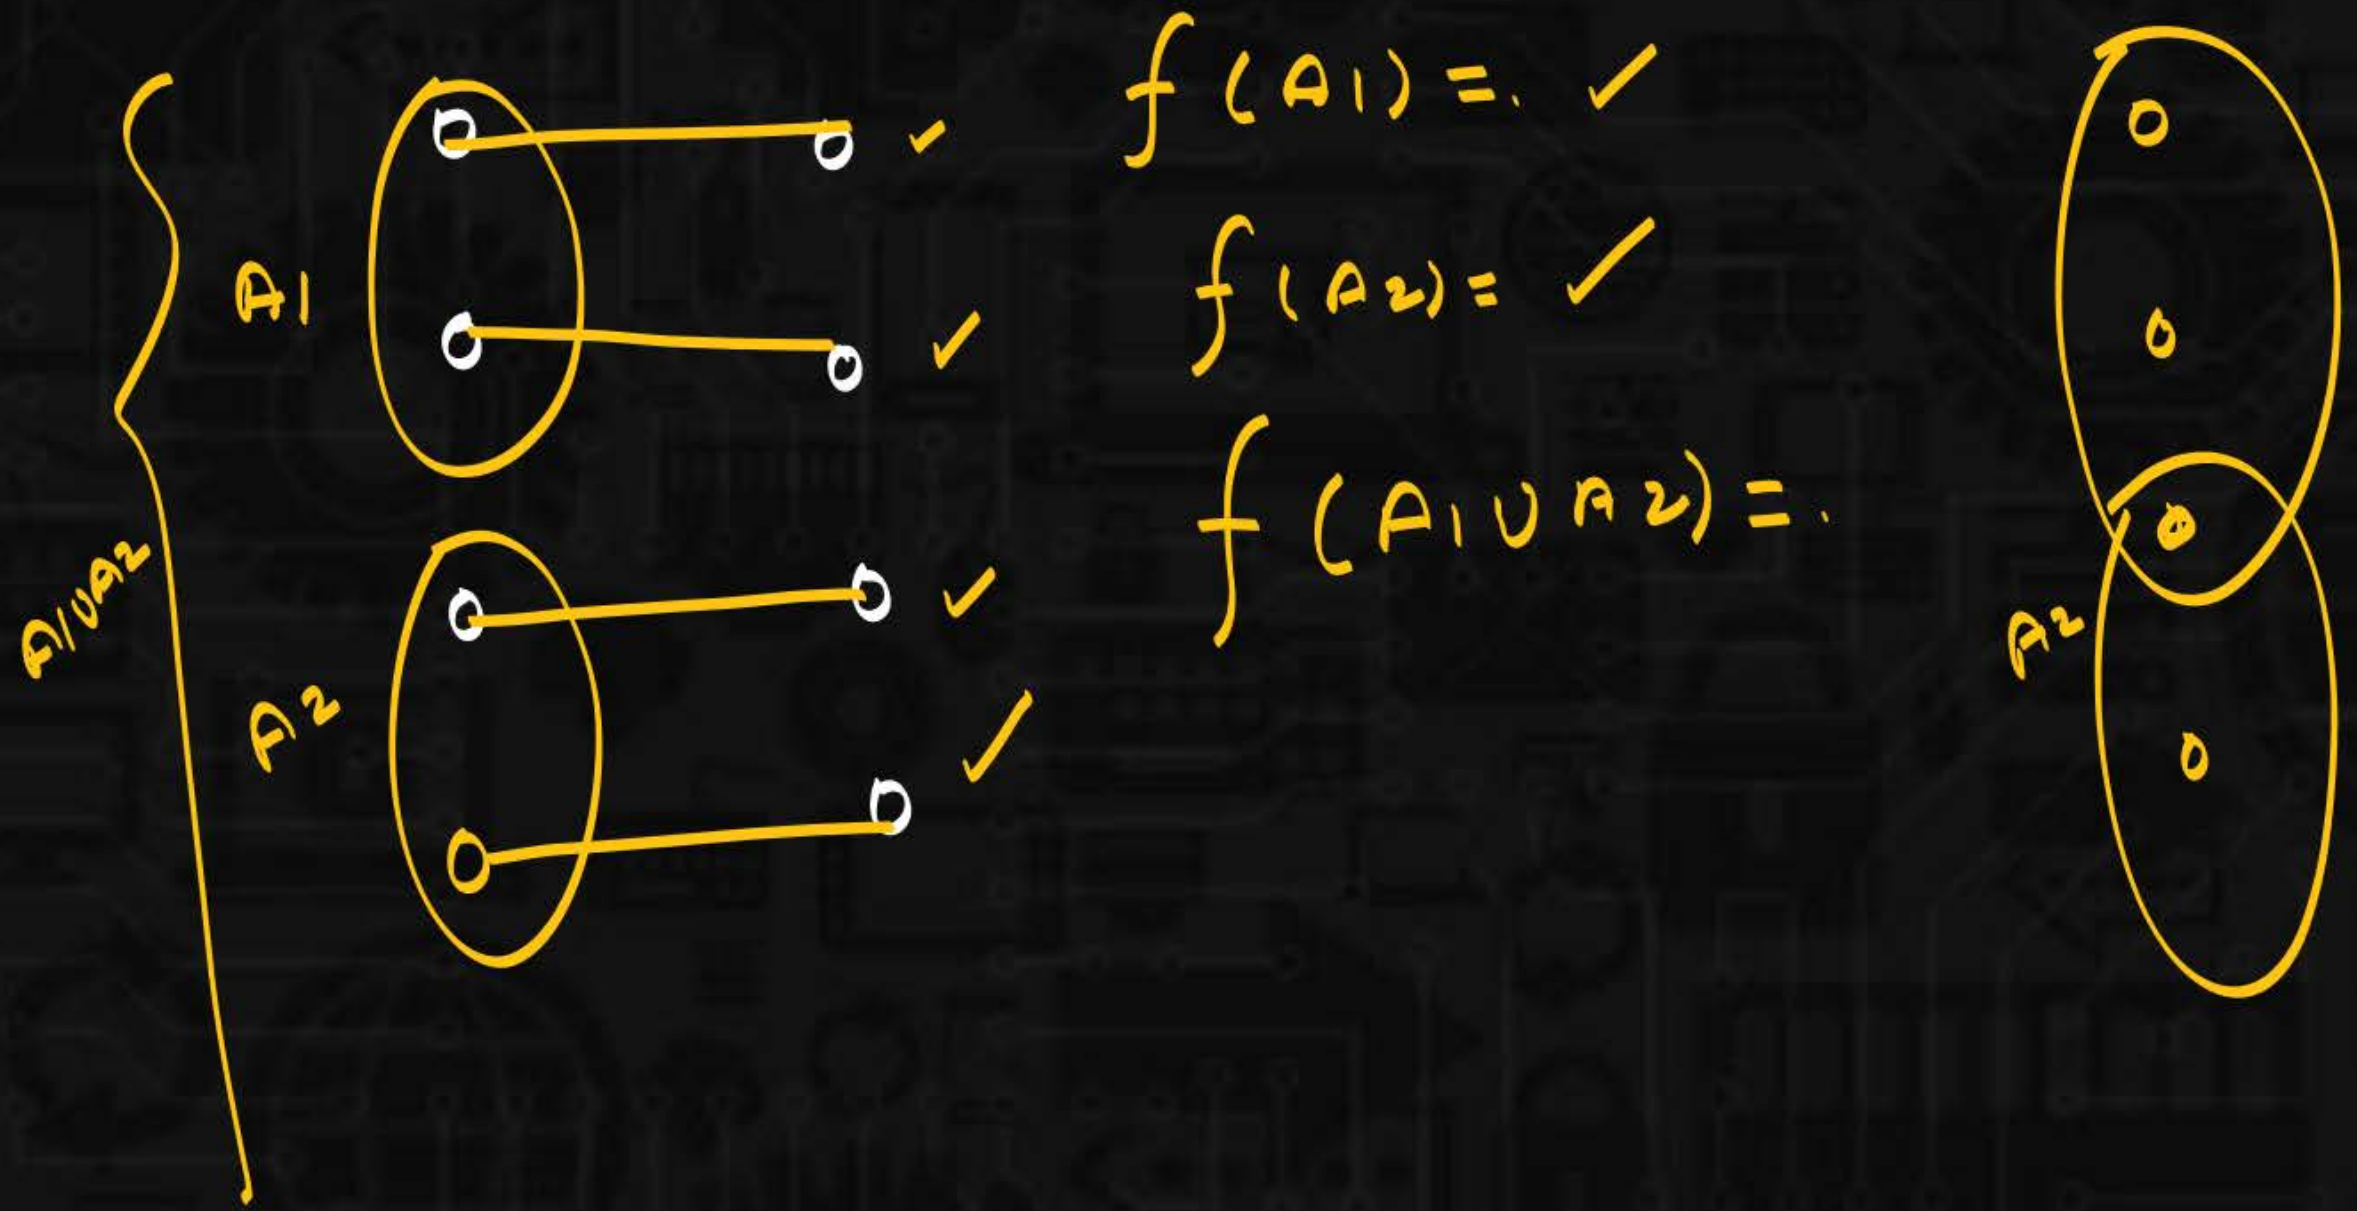 f(A1) =. ✓
A1
f(A2) = ✓
f(A1 ∪ A2) =.
A1∪A2
A2
A2